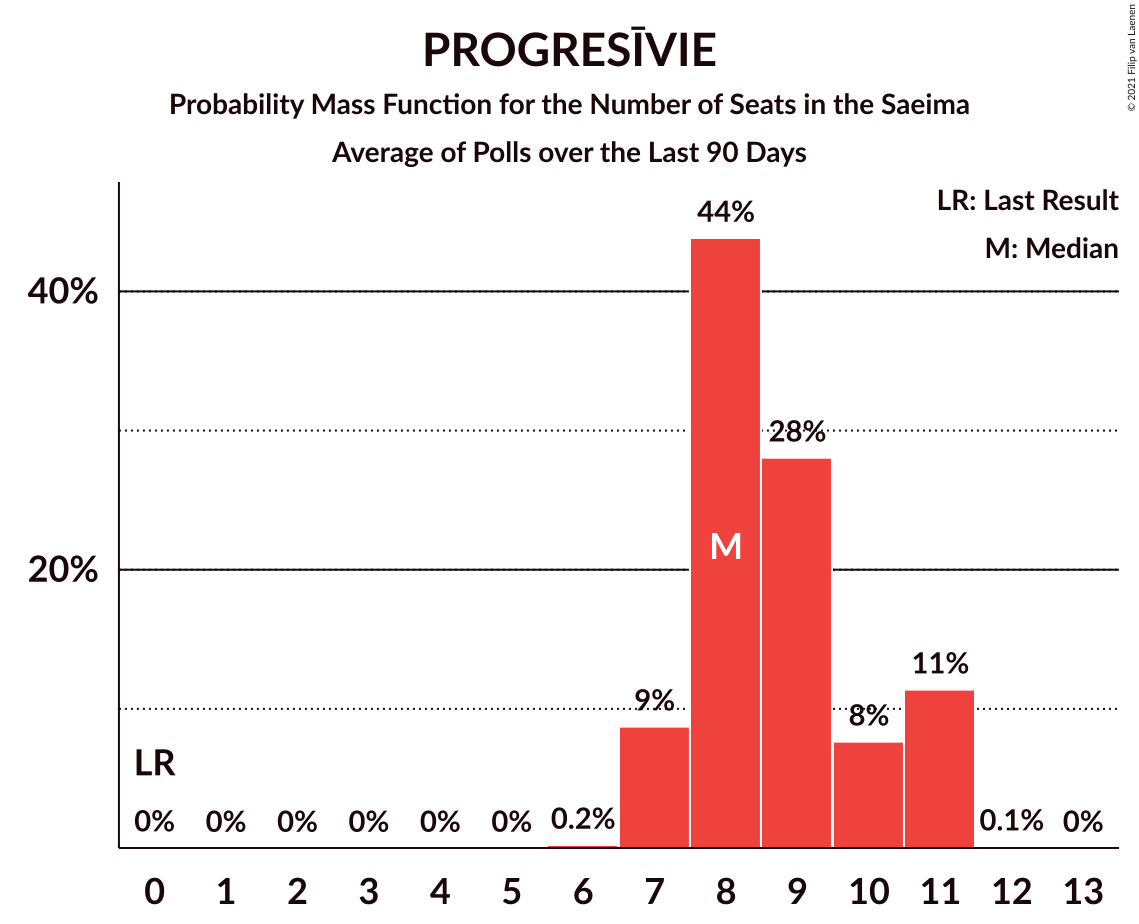 PROGRESĪVIE
Probability Mass Function for the Number of Seats in the Saeima
Average of Polls over the Last 90 Days
© 2021 Filip van Laenen
LR: Last Result
M: Median
44%
40%
28%
M
20%
11%
9%
8%
LR
0% 0% 0% 0% 0% 0% 0.2% 0.1% 0%
0 1 2 3 4 5 6 7 8 9 10 11 12 13